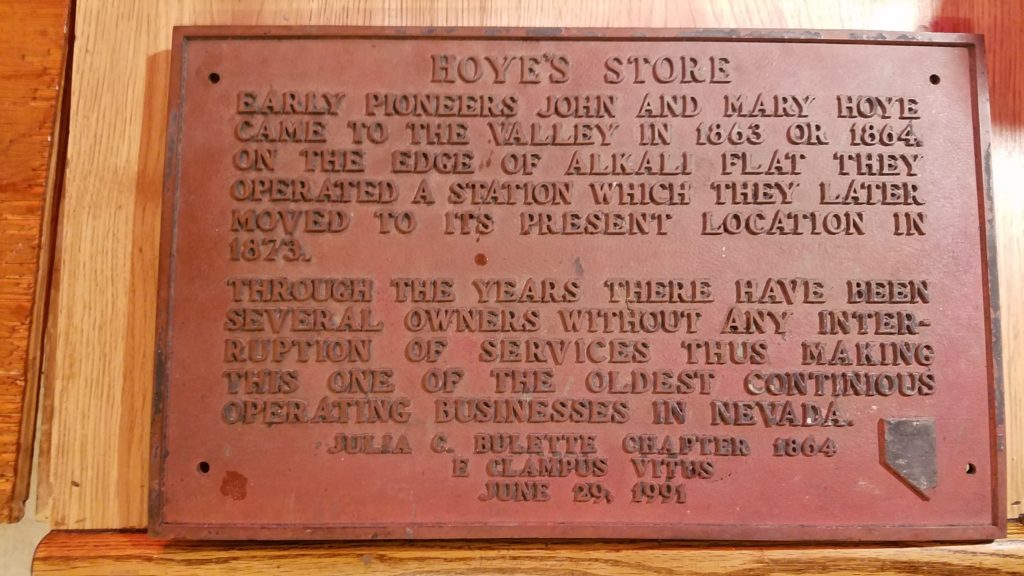 HOYE'S STORE
EARLY PIONEERS JOHN AND MARY HOYE
CAME TO THE VALLEY IN 1863 OR 1864.
ON THE EDGE OF ALKALI FLAT THEY
OPERATED A STATION WHICH THEY LATER
MOVED TO ITS PRESENT LOCATION IN
1873.
THROUGH THE YEARS THERE HAVE BEEN
SEVERAL OWNERS WITHOUT ANY INTER-
RUPTION OF SERVICES THUS MAKING
THIS ONE OF THE OLDEST CONTINIOUS
OPERATING BUSINESSES IN NEVADA.
JULIA C. BULETTE CHAPTER 1864
E CLAMPUS VITUS
JUNE 29, 1991